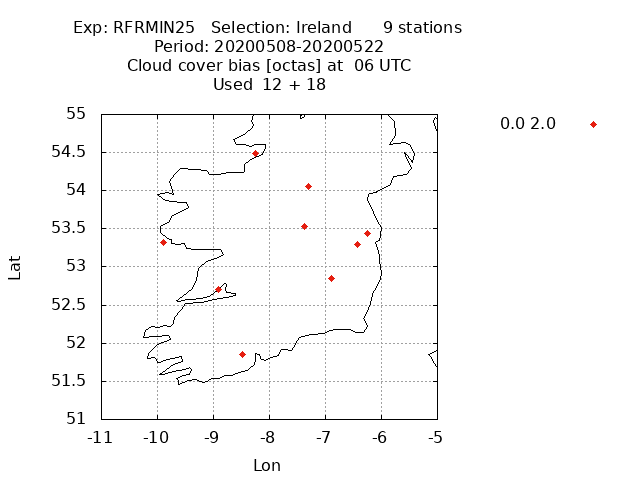 Exp: RFRMIN25 Selection: Ireland 9 stations
Period: 20200508-20200522
Cloud cover bias [octas] at 06 UTC
Used 12 + 18
0.0 2.0
55
54.5
54
53.5
53
52.5
52
51.5
51
Lat
-11 -10 -9 -8 -7 -6 -5
Lon